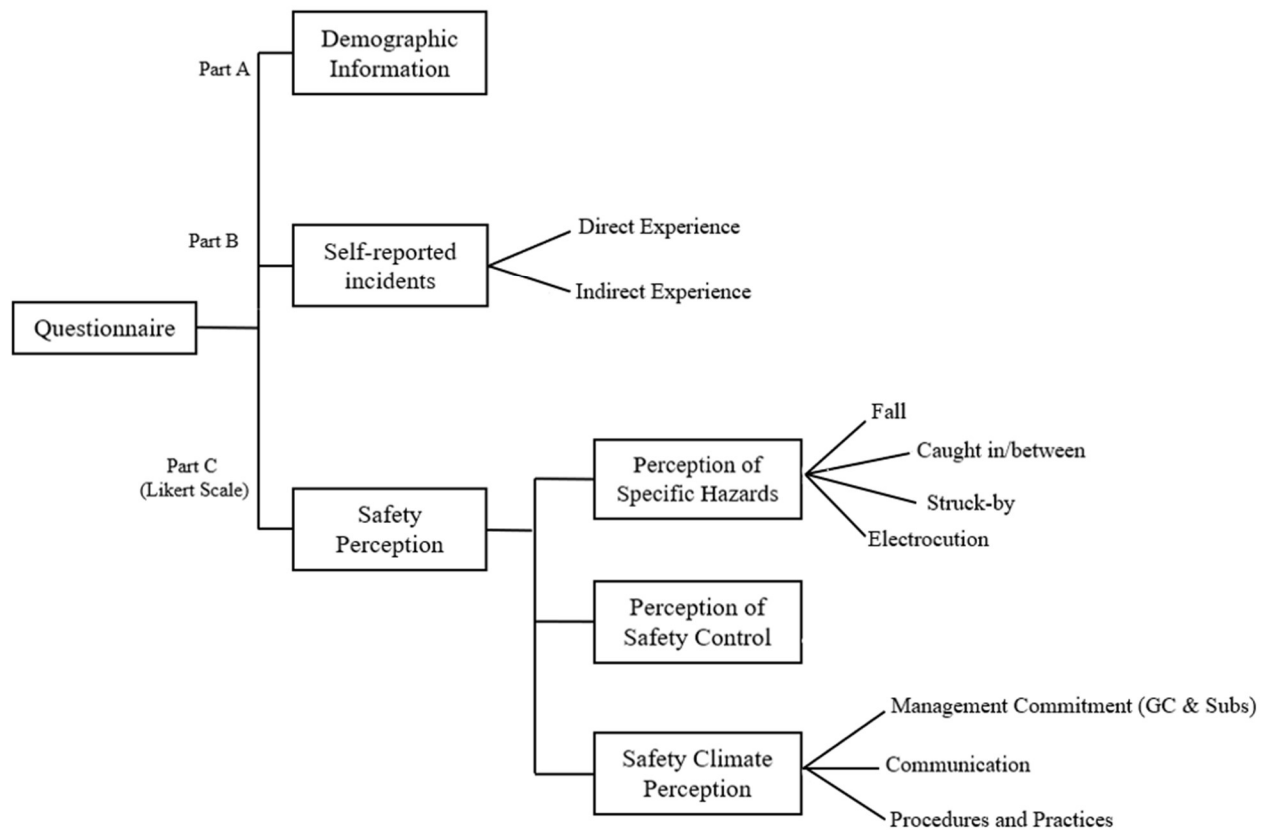 Demographic
Information
Part A
Part B
Self-reported
incidents
Direct Experience
Indirect Experience
Questionnaire
Part C
(Likert Scale)
Safety
Perception
Perception of
Specific Hazards
Fall
Caught in/between
Struck-by
Electrocution
Perception of
Safety Control
Safety Climate
Perception
Management Commitment (GC & Subs)
Communication
Procedures and Practices